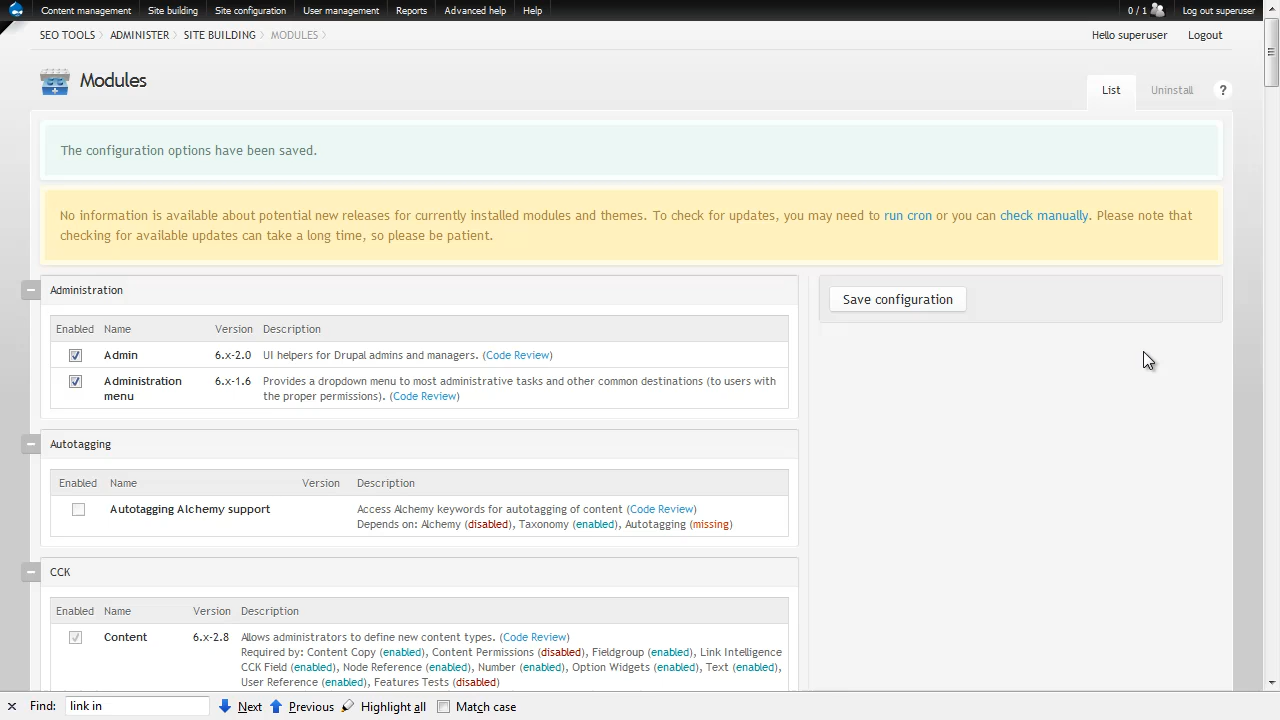 Content management Site building Site configuration User management Reports Advanced help Help 0 / 1 Log out superuser
SEO TOOLS ADMINISTER SITE BUILDING MODULES Hello superuser Logout
Modules
List Uninstall ?
The configuration options have been saved.
No information is available about potential new releases for currently installed modules and themes. To check for updates, you may need to run cron or you can check manually. Please note that
checking for available updates can take a long time, so please be patient.
Administration
Save configuration
Enabled Name Version Description
Admin 6.x-2.0 UI helpers for Drupal admins and managers. (Code Review)
Administration 6.x-1.6 Provides a dropdown menu to most administrative tasks and other common destinations (to users with
menu the proper permissions). (Code Review)
Autotagging
Enabled Name Version Description
Autotagging Alchemy support Access Alchemy keywords for autotagging of content (Code Review)
Depends on: Alchemy (disabled), Taxonomy (enabled), Autotagging (missing)
CCK
Enabled Name Version Description
Content 6.x-2.8 Allows administrators to define new content types. (Code Review)
Required by: Content Copy (enabled), Content Permissions (disabled), Fieldgroup (enabled), Link Intelligence
CCK Field (enabled), Node Reference (enabled), Number (enabled), Option Widgets (enabled), Text (enabled),
User Reference (enabled), Features Tests (disabled)
Find: link in Next Previous Highlight all Match case